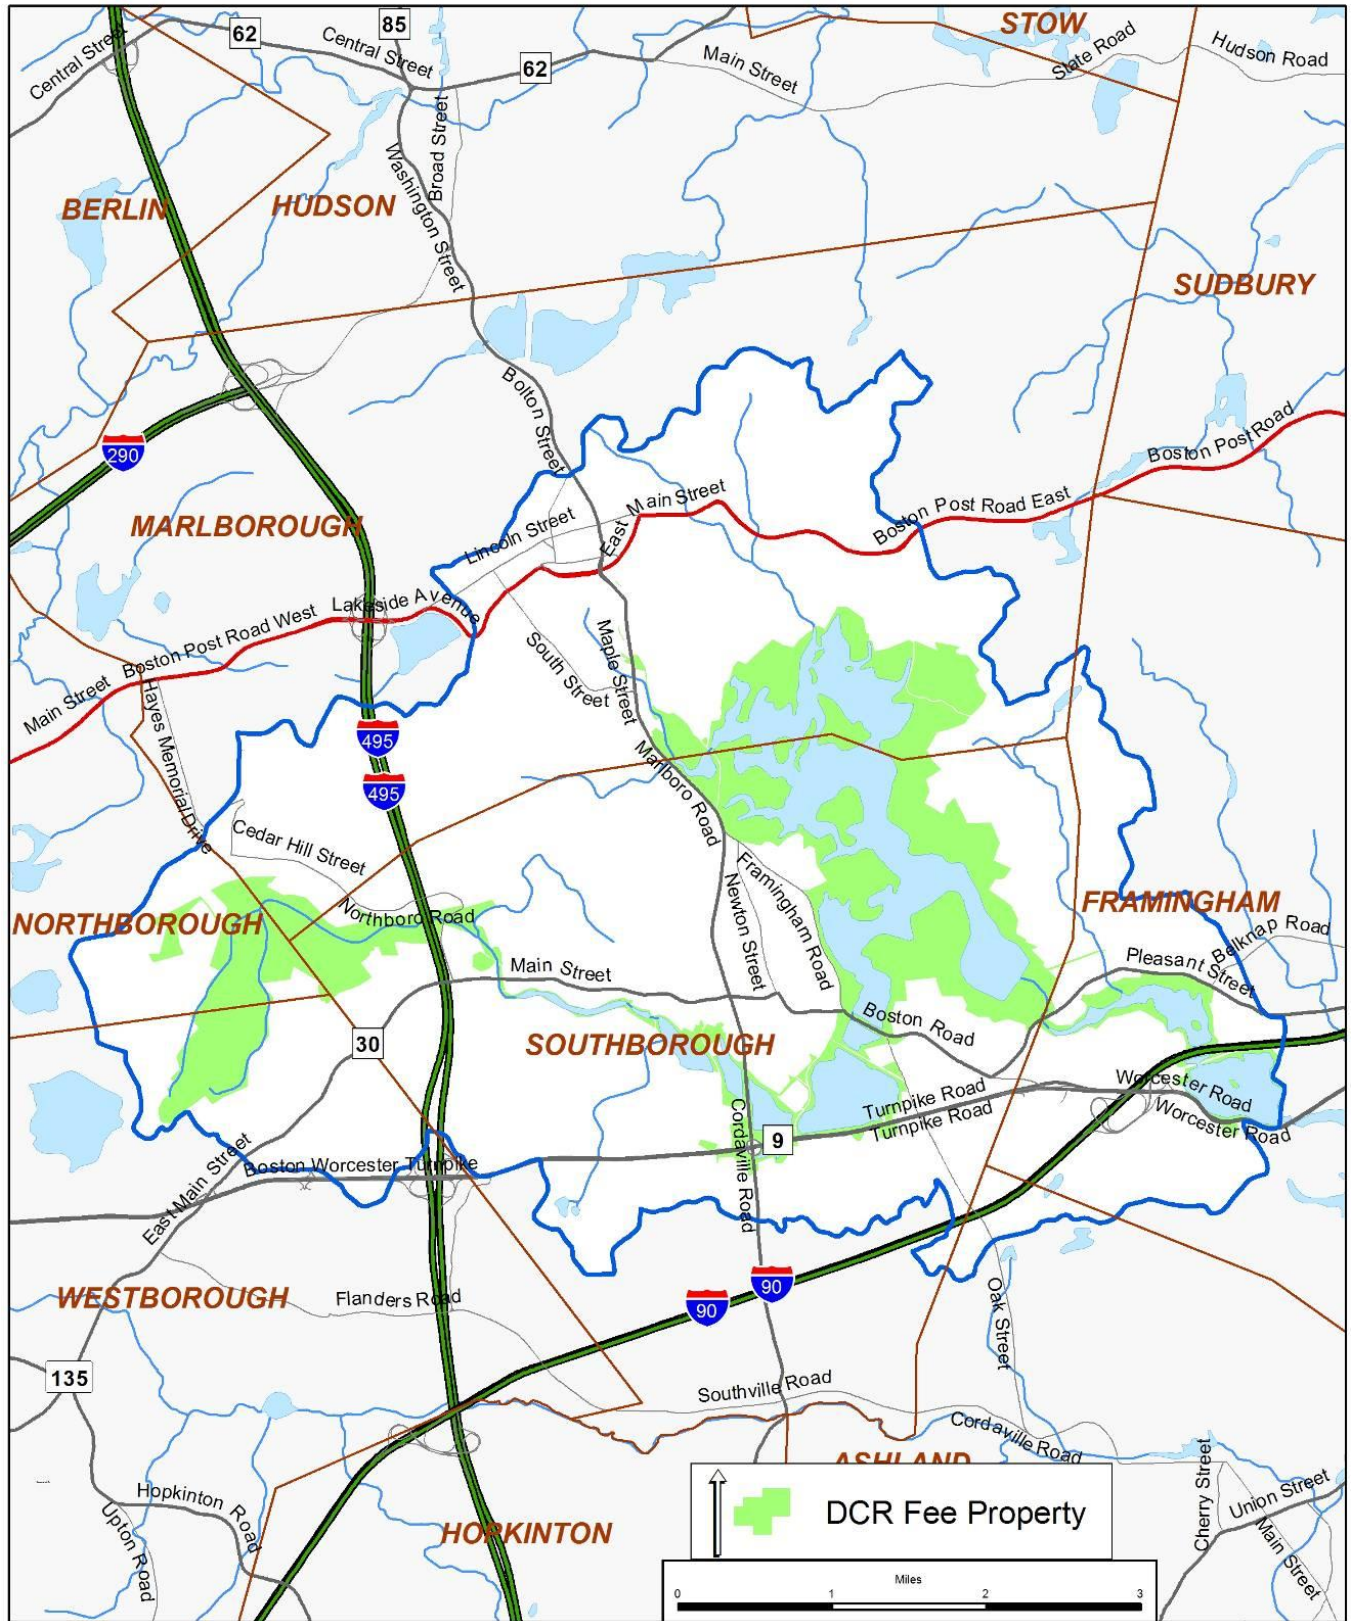 STOW
85
62
Central Street
Central Street
62
Main Street
State Road
Hudson Road
Broad Street
Washington Street
BERLIN
HUDSON
SUDBURY
Bolton Street
290
Boston Post Road
MARLBOROUGH
Lincoln Street
East
Main Street
Boston Post Road East
Lakeside Avenue
Boston Post Road West
Main Street
South Street
Maple Street
Hayes Memorial Drive
495
495
Marlboro Road
Cedar Hill Street
Framingham Road
Newton Street
NORTHBOROUGH
Northboro Road
FRAMINGHAM
Belknap Road
Pleasant Street
Main Street
Boston Road
SOUTHBOROUGH
30
Worcester Road
Worcester Road
Turnpike Road
Turnpike Road
9
Cordaville Road
East Main Street
Boston Worcester Turnpike
WESTBOROUGH
Flanders Road
90
90
Oak Street
135
Southville Road
Cordaville Road
ASHLAND
Hopkinton Road
Upton Road
HOPKINTON
Cherry Street
Union Street
Main Street
DCR Fee Property
Miles
0 1 2 3